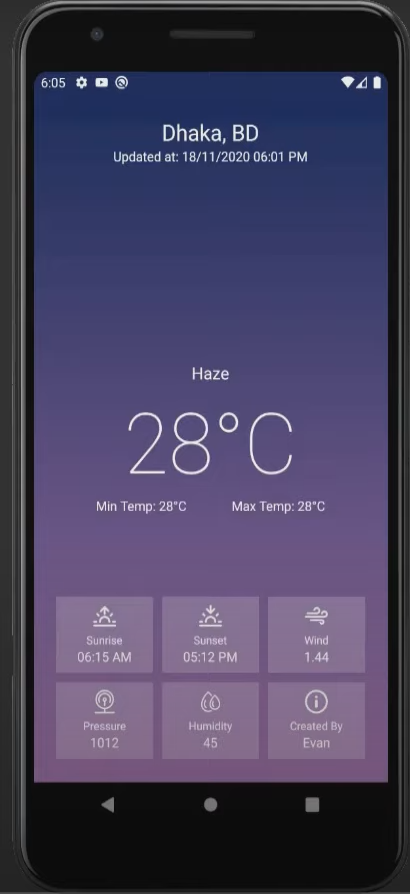 6:05
Dhaka, BD
Updated at: 18/11/2020 06:01 PM
Haze
28°C
Min Temp: 28°C Max Temp: 28°C
Sunrise
06:15 AM
Sunset
05:12 PM
Wind
1.44
Pressure
1012
Humidity
45
Created By
Evan